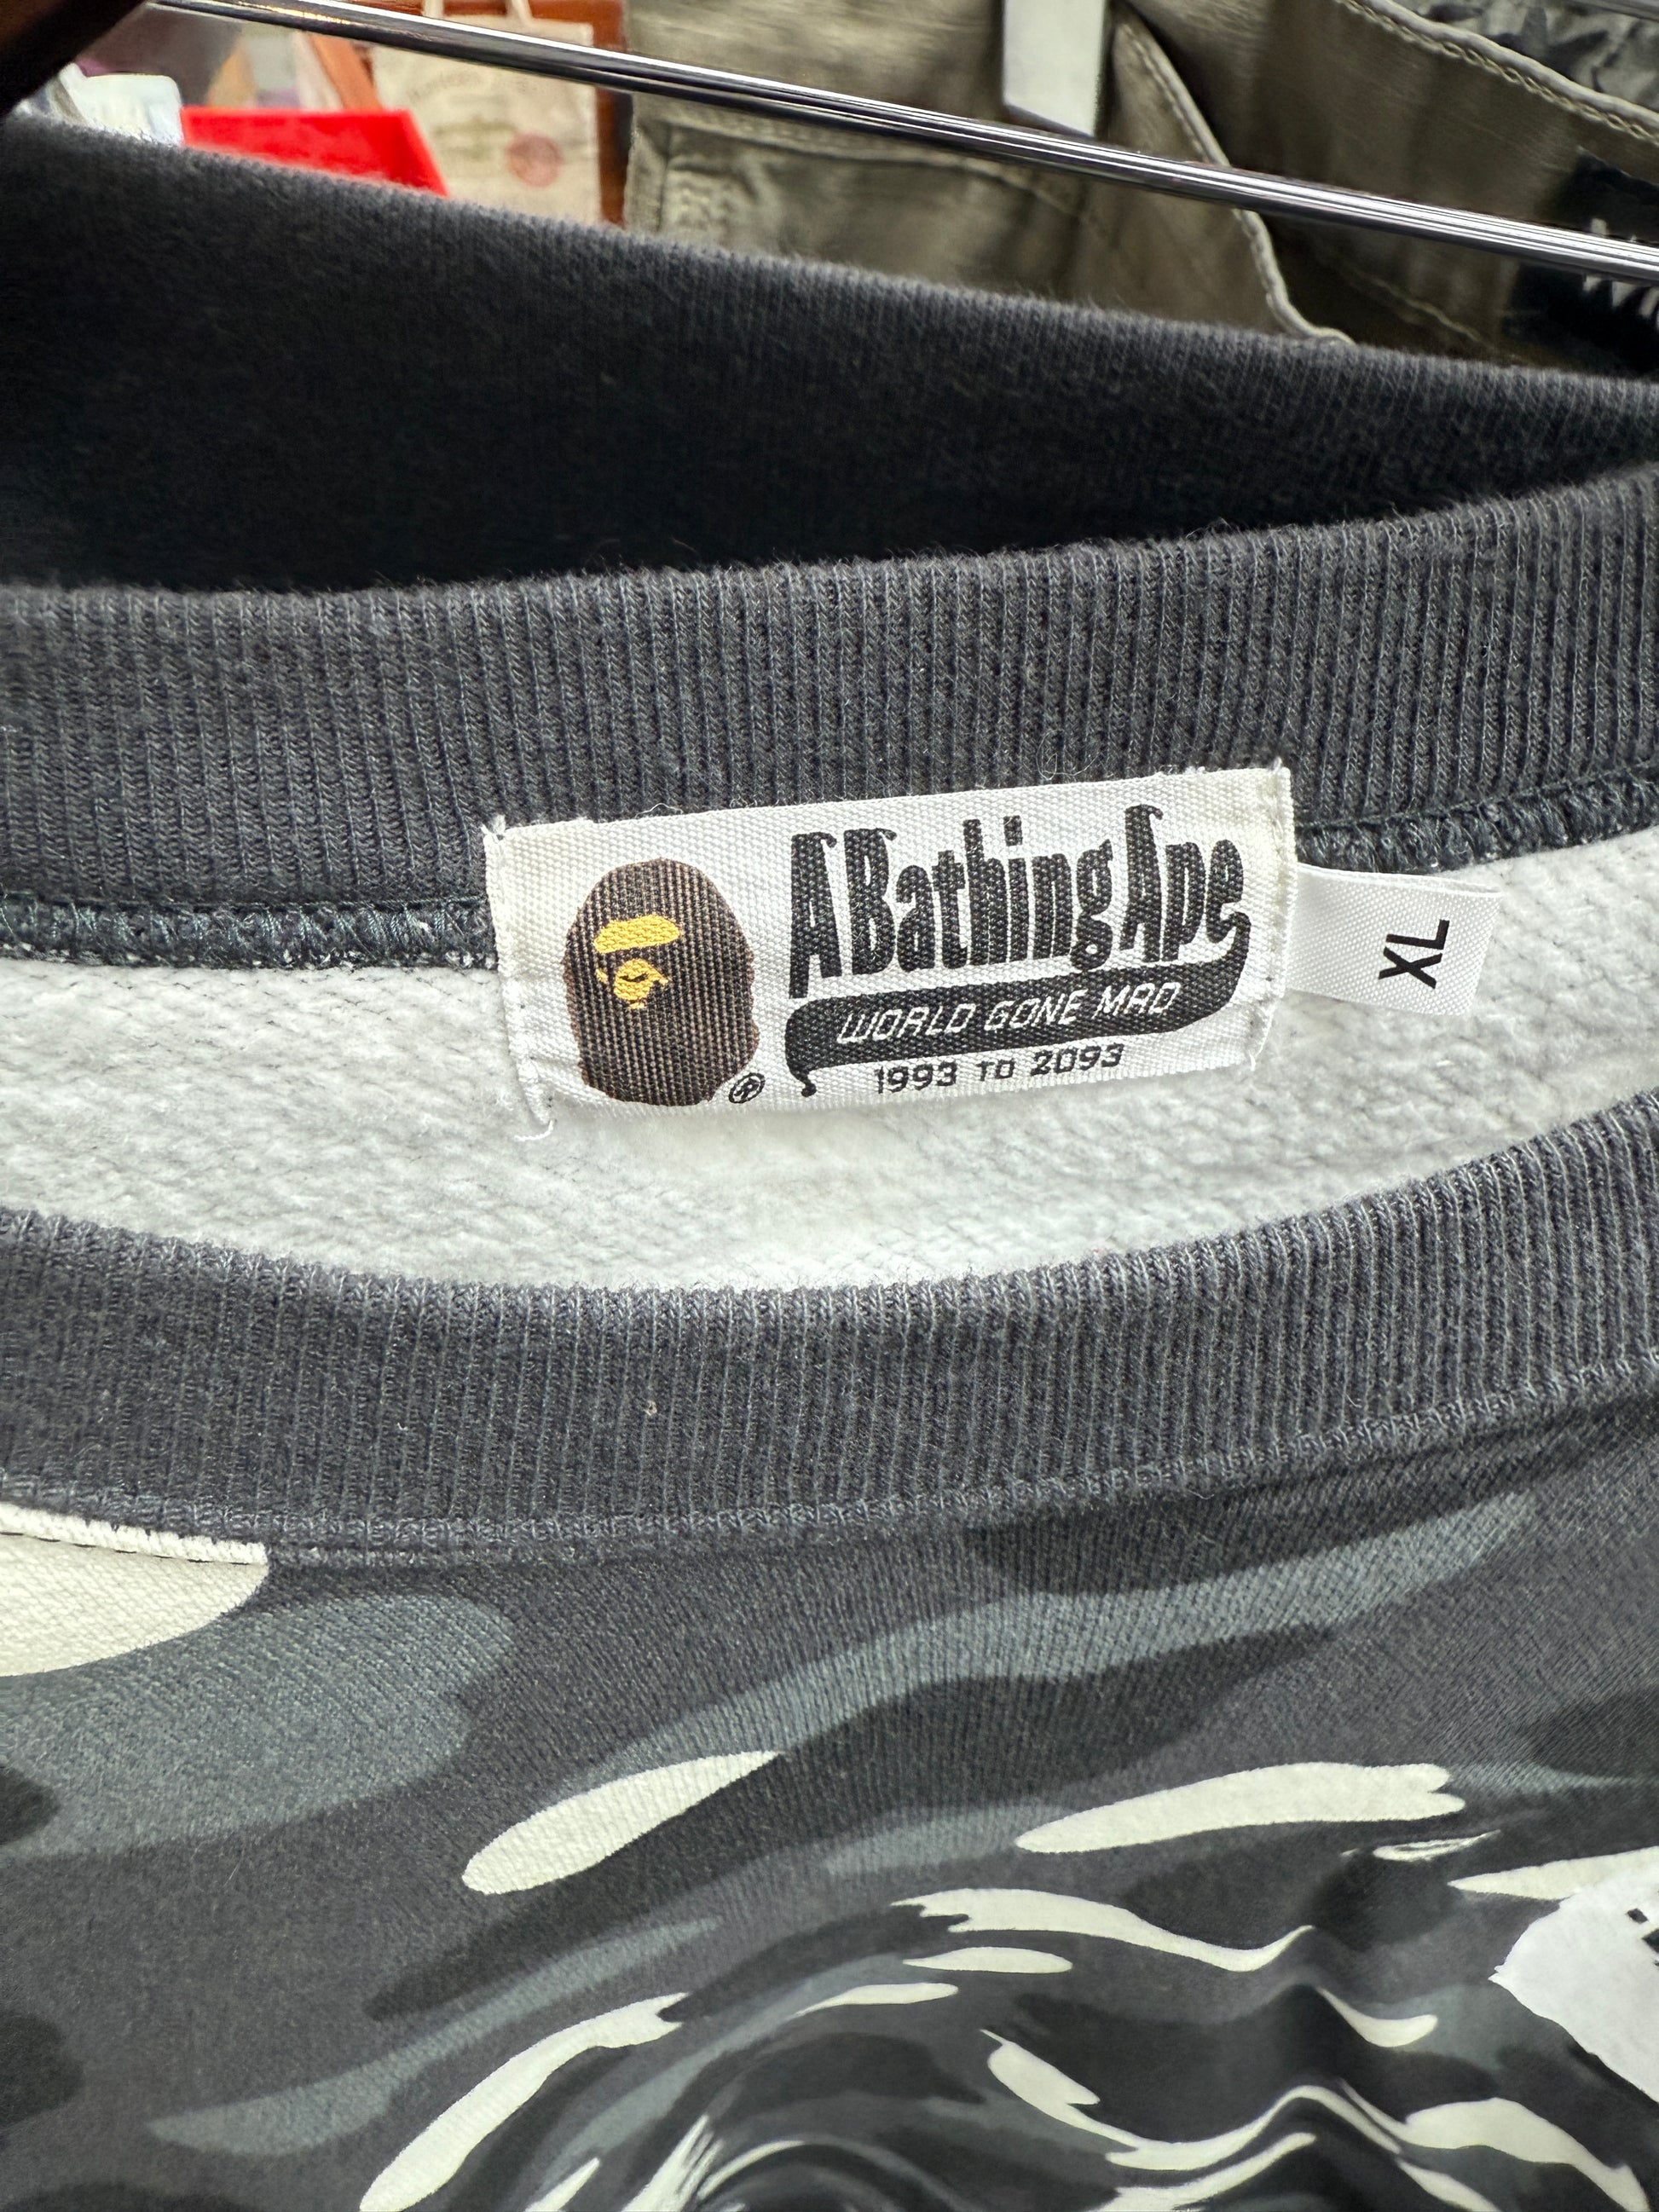 A Bathing Ape
WORLD GONE MAD
1993 TO 2093
®
XL